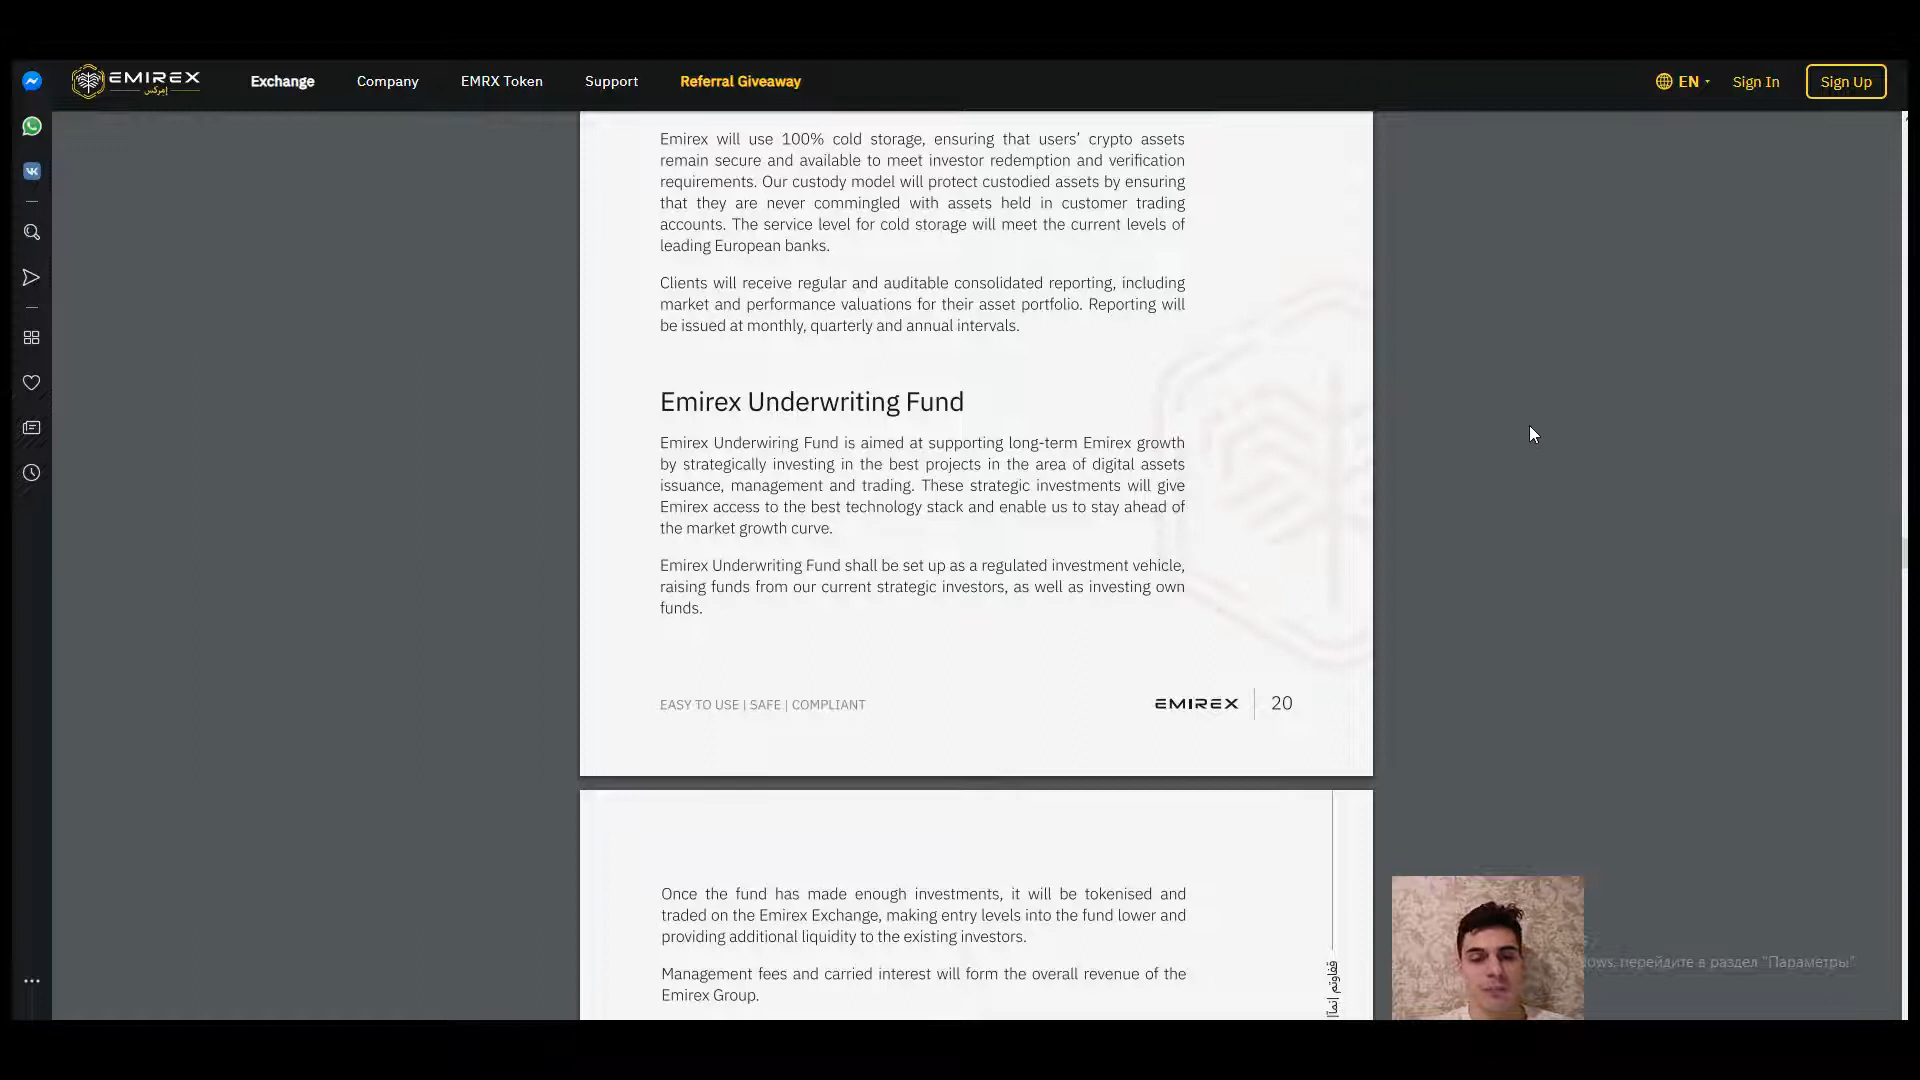 EMIREX
إمركس
Exchange
Company
EMRX Token
Support
Referral Giveaway
EN
Sign In
Sign Up
Emirex will use 100% cold storage, ensuring that users’ crypto assets
remain secure and available to meet investor redemption and verification
requirements. Our custody model will protect custodied assets by ensuring
that they are never commingled with assets held in customer trading
accounts. The service level for cold storage will meet the current levels of
leading European banks.
Clients will receive regular and auditable consolidated reporting, including
market and performance valuations for their asset portfolio. Reporting will
be issued at monthly, quarterly and annual intervals.
Emirex Underwriting Fund
Emirex Underwiring Fund is aimed at supporting long-term Emirex growth
by strategically investing in the best projects in the area of digital assets
issuance, management and trading. These strategic investments will give
Emirex access to the best technology stack and enable us to stay ahead of
the market growth curve.
Emirex Underwriting Fund shall be set up as a regulated investment vehicle,
raising funds from our current strategic investors, as well as investing own
funds.
EASY TO USE | SAFE | COMPLIANT
EMIREX
20
Once the fund has made enough investments, it will be tokenised and
traded on the Emirex Exchange, making entry levels into the fund lower and
providing additional liquidity to the existing investors.
Management fees and carried interest will form the overall revenue of the
Emirex Group.
перейдите в раздел "Параметры"